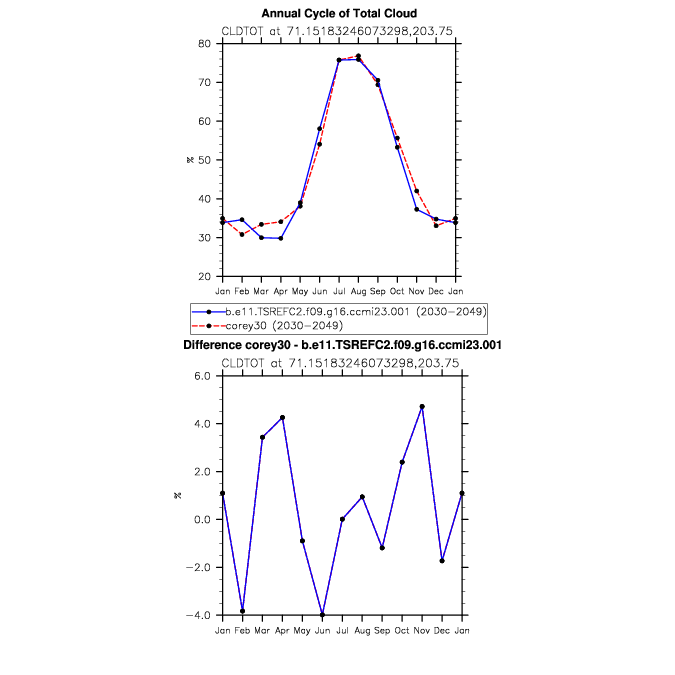 Annual Cycle of Total Cloud
CLDTOT at 71.15183246073298,203.75
80
70
60
50
40
30
20
%
Jan Feb Mar Apr May Jun Jul Aug Sep Oct Nov Dec Jan
b.e11.TSREFC2.f09.g16.ccmi23.001 (2030-2049)
corey30 (2030-2049)
Difference corey30 - b.e11.TSREFC2.f09.g16.ccmi23.001
CLDTOT at 71.15183246073298,203.75
6.0
4.0
2.0
0.0
-2.0
-4.0
%
Jan Feb Mar Apr May Jun Jul Aug Sep Oct Nov Dec Jan